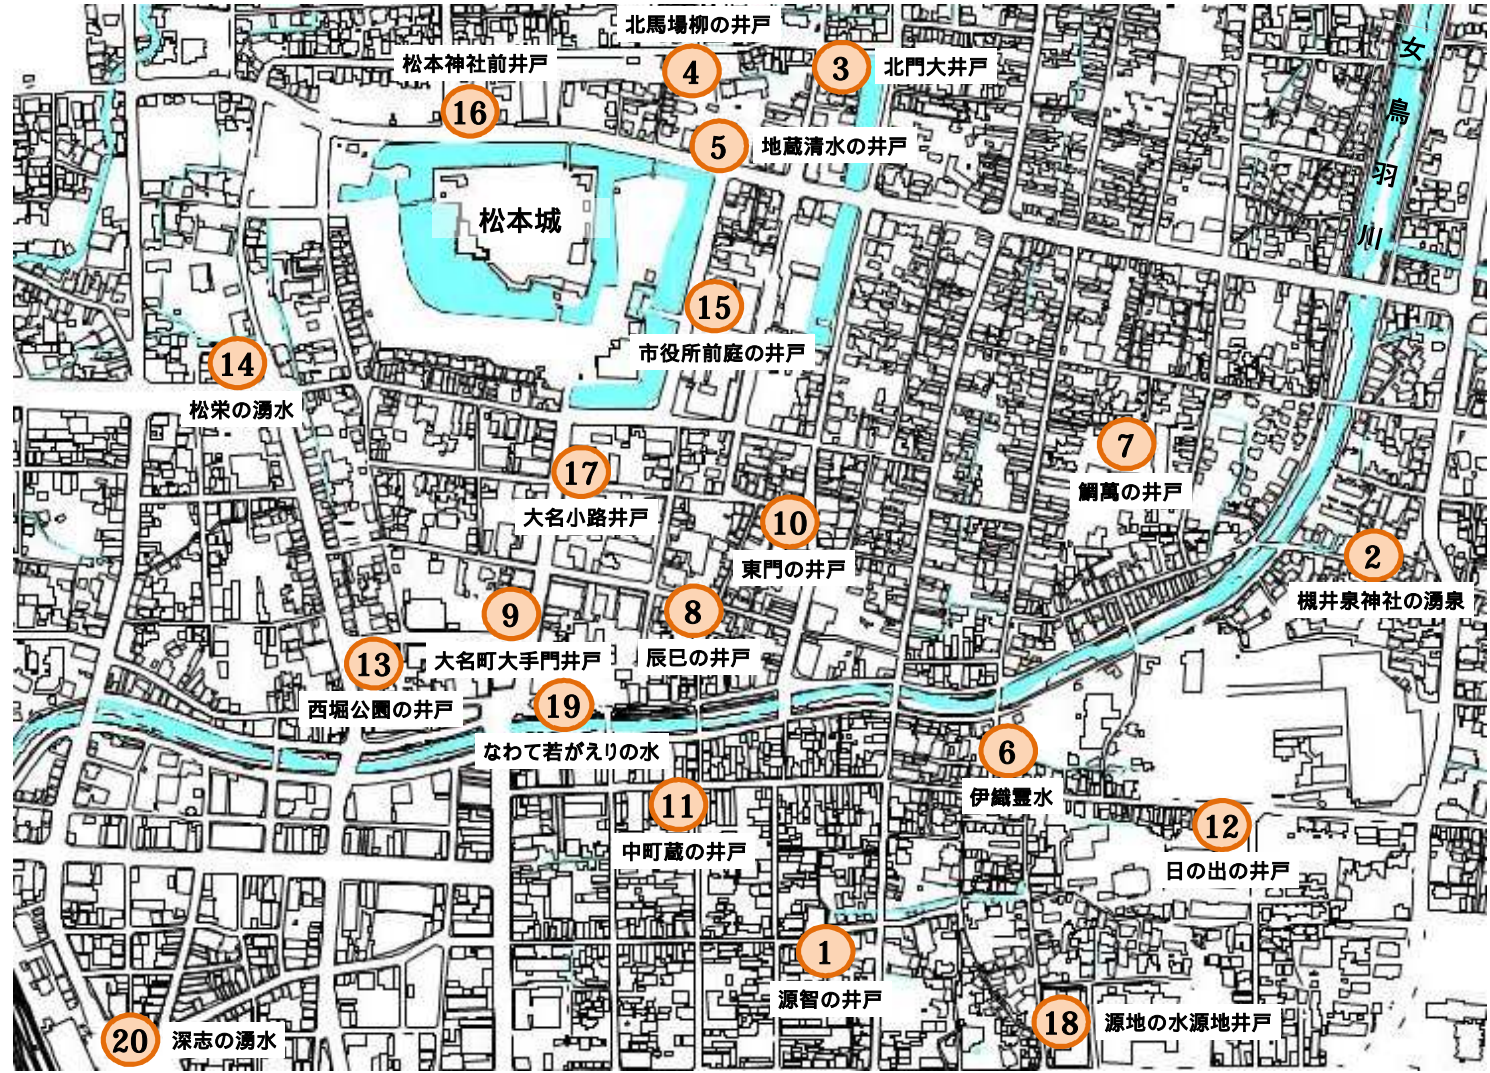 北馬場柳の井戸
4
松本神社前井戸
16
3
北門大井戸
5
地蔵清水の井戸
女鳥羽川
松本城
15
市役所前庭の井戸
14
松栄の湧水
7
鯛萬の井戸
17
大名小路井戸
10
東門の井戸
2
槻井泉神社の湧泉
9
大名町大手門井戸
8
辰巳の井戸
13
西堀公園の井戸
19
なわて若がえりの水
6
伊織霊水
11
中町蔵の井戸
12
日の出の井戸
1
源智の井戸
18
源地の水源地井戸
20
深志の湧水